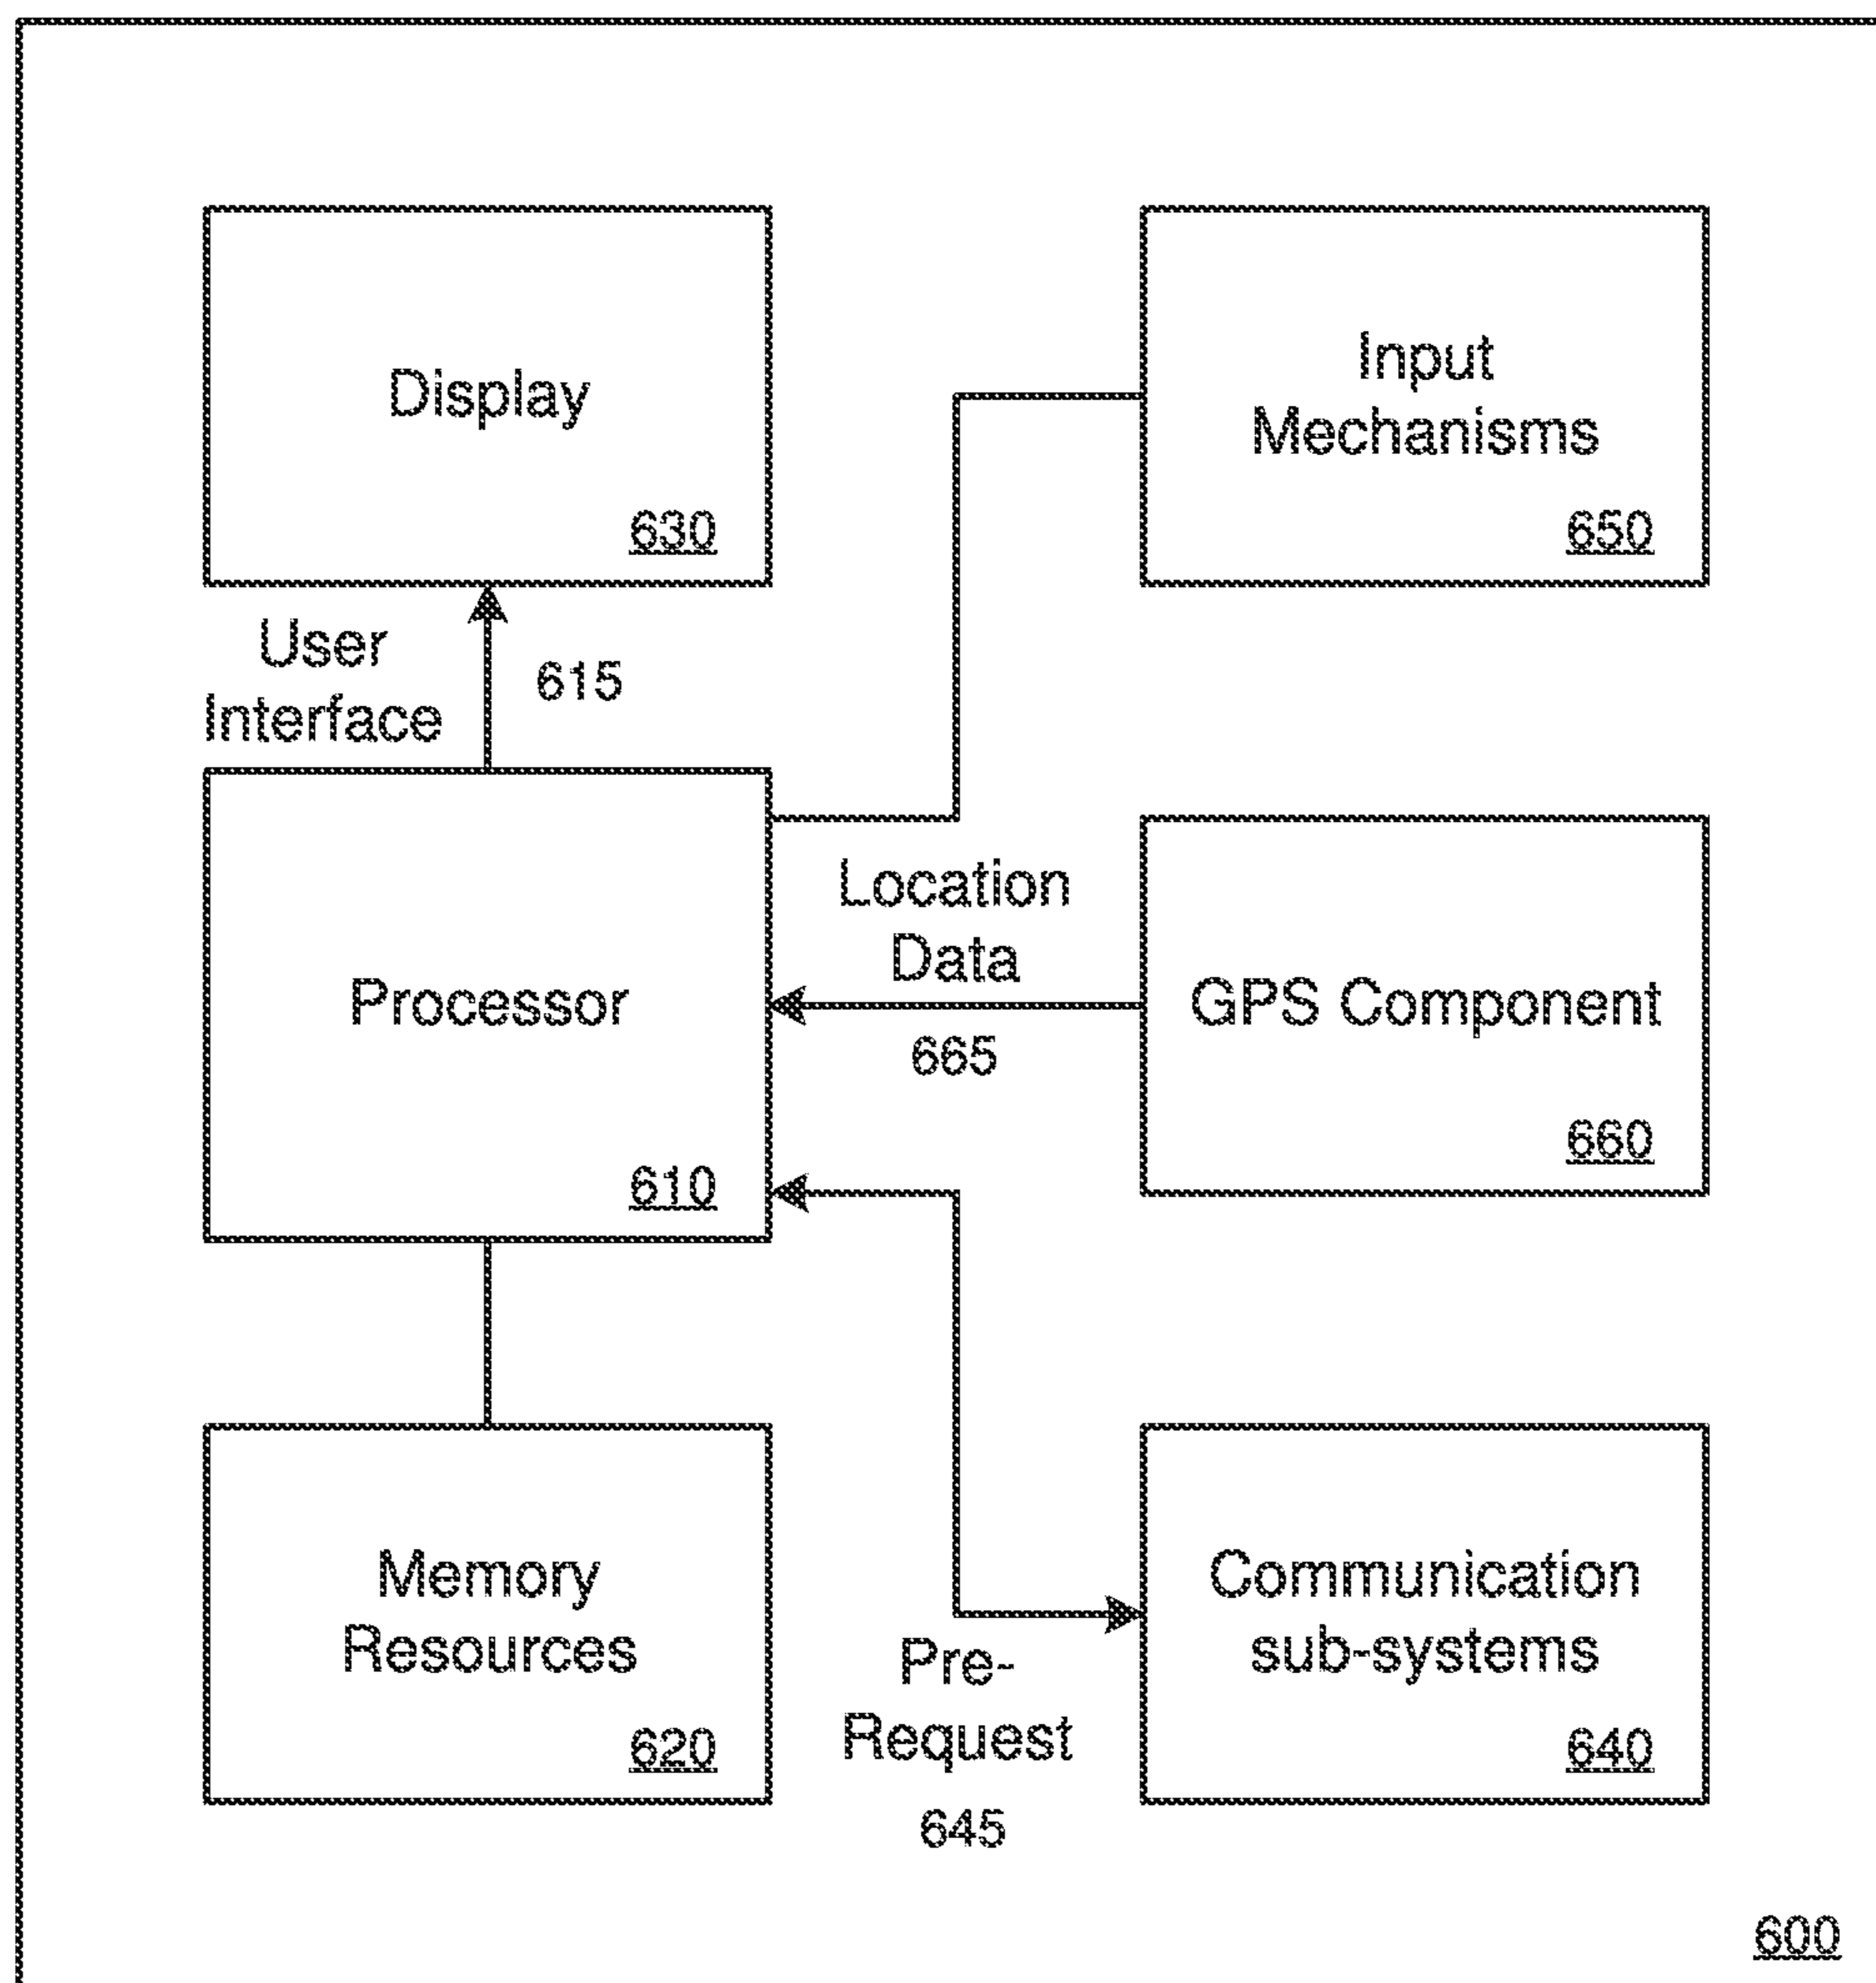 Display
630
Input
Mechanisms
650
User
Interface
615
Processor
610
Location
Data
665
GPS Component
660
Memory
Resources
620
Pre-
Request
645
Communication
sub-systems
640
600